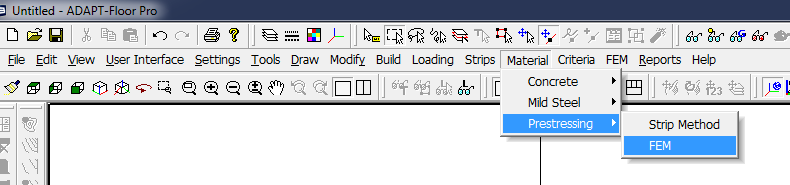 Untitled - ADAPT-Floor Pro
File Edit View User Interface Settings Tools Draw Modify Build Loading Strips Material Criteria FEM Reports Help
Concrete
Mild Steel
Prestressing
Strip Method
FEM